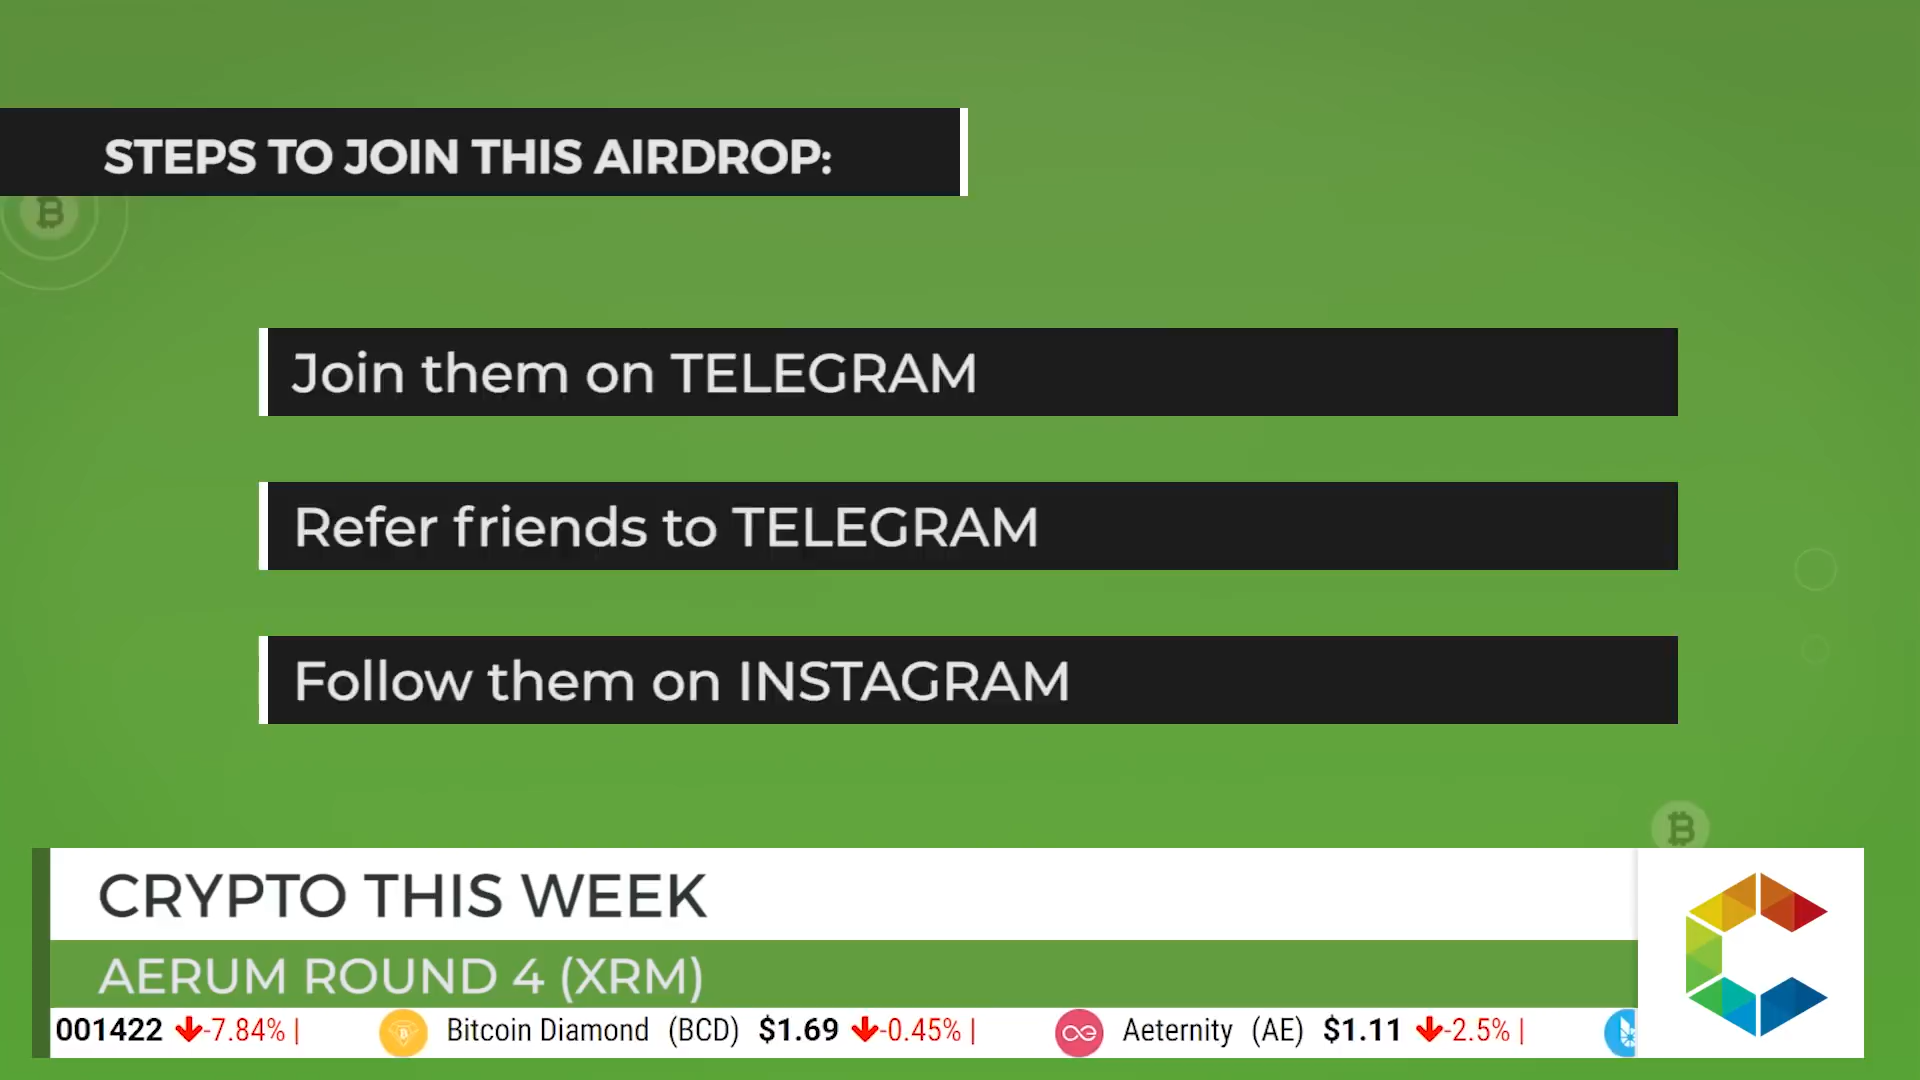 STEPS TO JOIN THIS AIRDROP:
Join them on TELEGRAM
Refer friends to TELEGRAM
Follow them on INSTAGRAM
CRYPTO THIS WEEK
AERUM ROUND 4 (XRM)
001422 -7.84% | Bitcoin Diamond (BCD) $1.69 -0.45% | Aeternity (AE) $1.11 -2.5% |